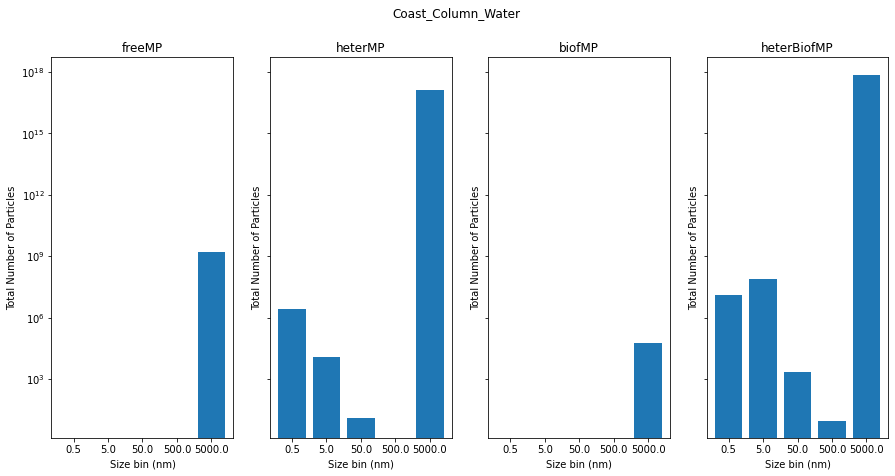 Coast_Column_Water
freeMP
heterMP
biofMP
heterBiofMP
Total Number of Particles
10^18
10^15
10^12
10^9
10^6
10^3
0.5 5.0 50.0 500.0 5000.0
Size bin (nm)
Total Number of Particles
0.5 5.0 50.0 500.0 5000.0
Size bin (nm)
Total Number of Particles
0.5 5.0 50.0 500.0 5000.0
Size bin (nm)
Total Number of Particles
0.5 5.0 50.0 500.0 5000.0
Size bin (nm)